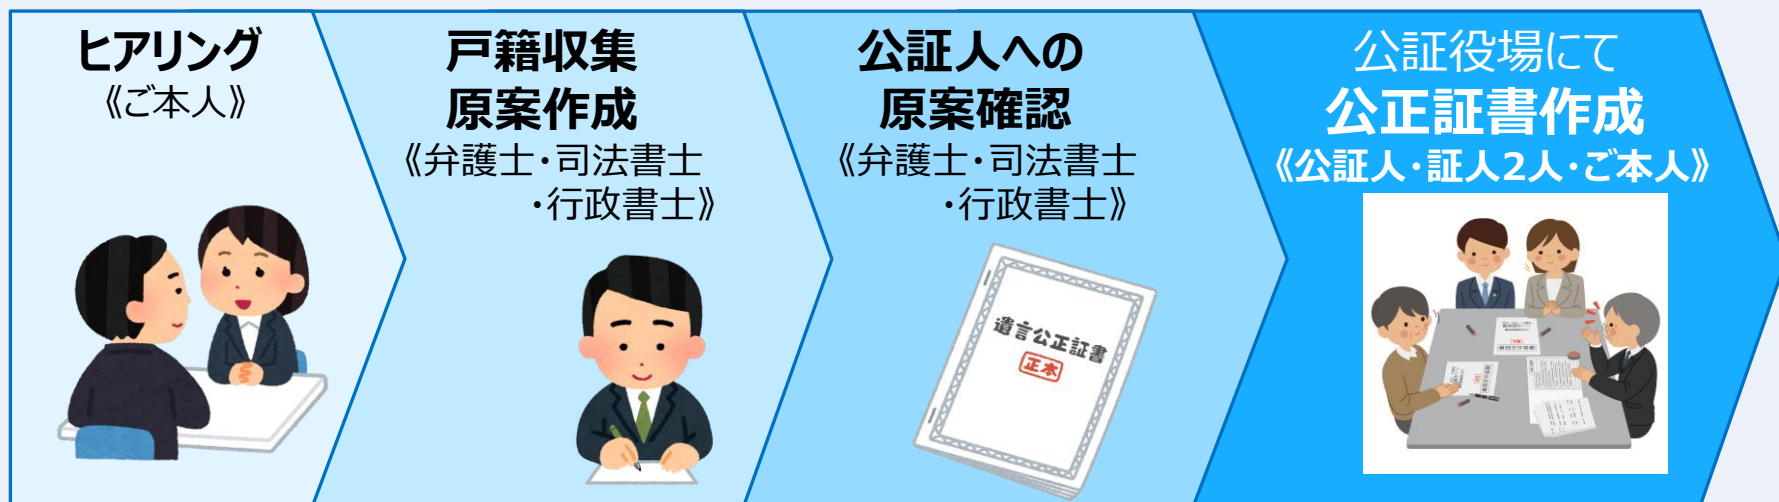 ヒアリング
《ご本人》
戸籍収集
原案作成
《弁護士・司法書士
・行政書士》
公証人への
原案確認
《弁護士・司法書士
・行政書士》
遺言公正証書
正本
公証役場にて
公正証書作成
《公証人・証人2人・ご本人》